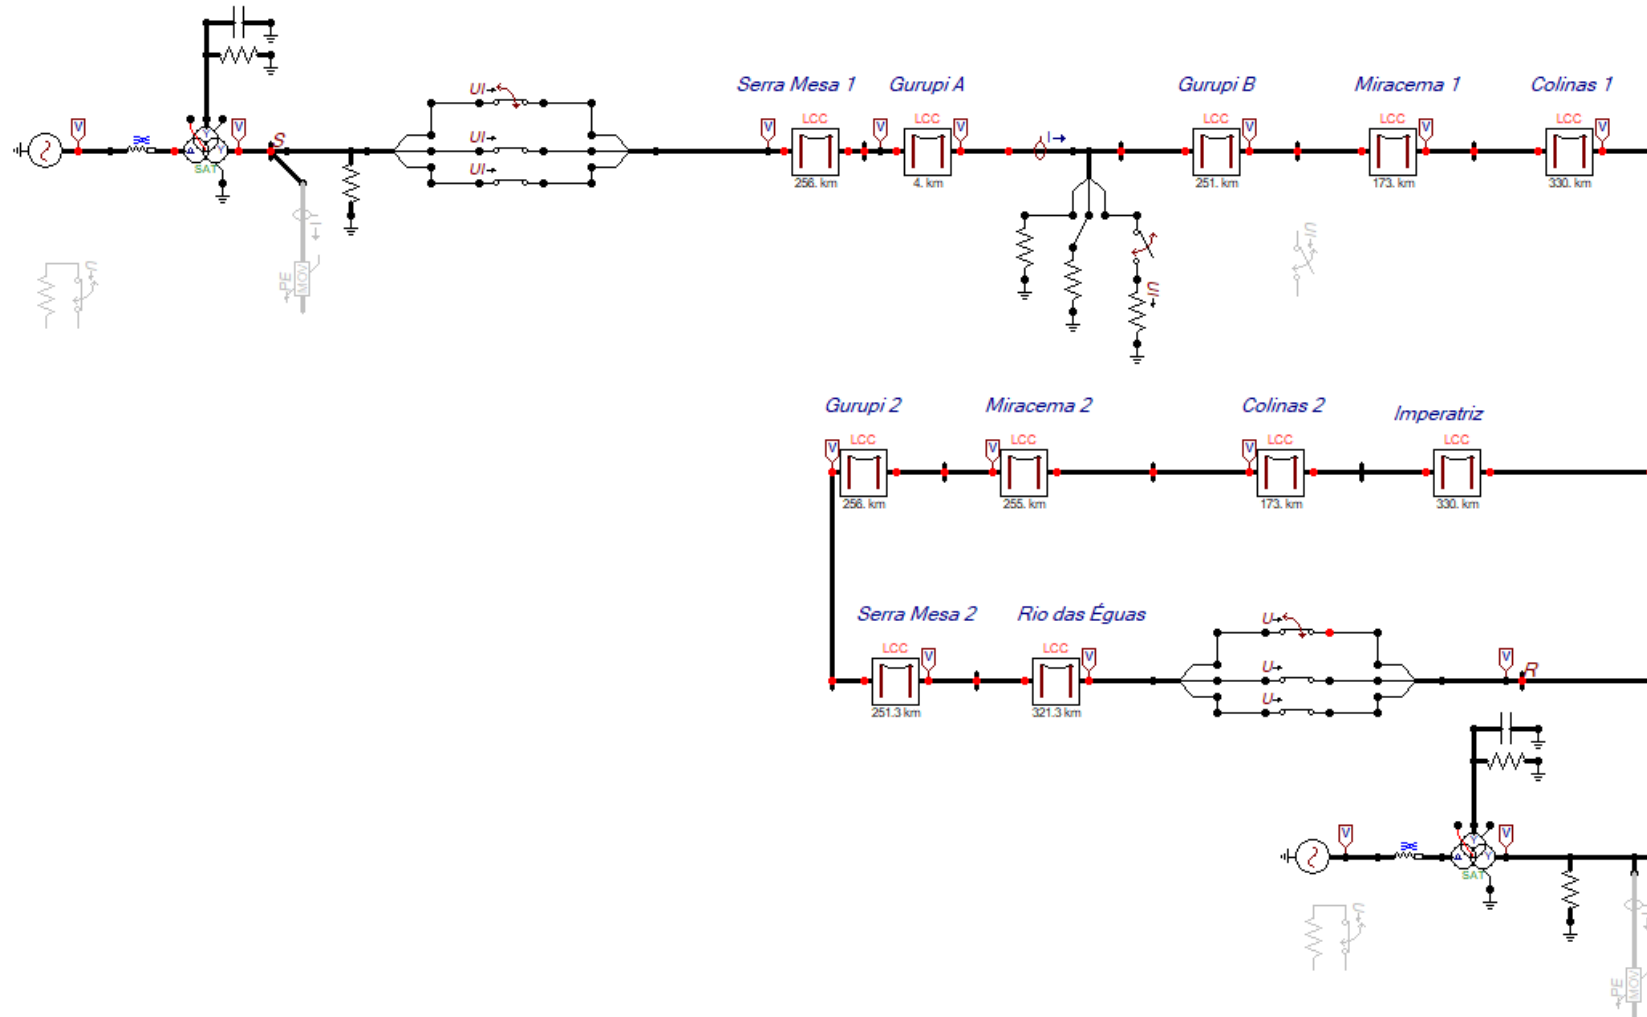 V
V
S
SAT
UI
UI
UI
Serra Mesa 1
Gurupi A
Gurupi B
Miracema 1
Colinas 1
V
LCC
256. km
V
LCC
4. km
V
I
LCC
251. km
V
LCC
173. km
V
LCC
330. km
V
UI
UI
U
I
PE
MOV
Gurupi 2
Miracema 2
Colinas 2
Imperatriz
V
LCC
256. km
V
LCC
255. km
V
LCC
173. km
LCC
330. km
Serra Mesa 2
Rio das Éguas
LCC
251.3 km
V
LCC
321.3 km
V
U
U
U
V
R
V
V
Y
Y
SAT
U
I
PE
MOV